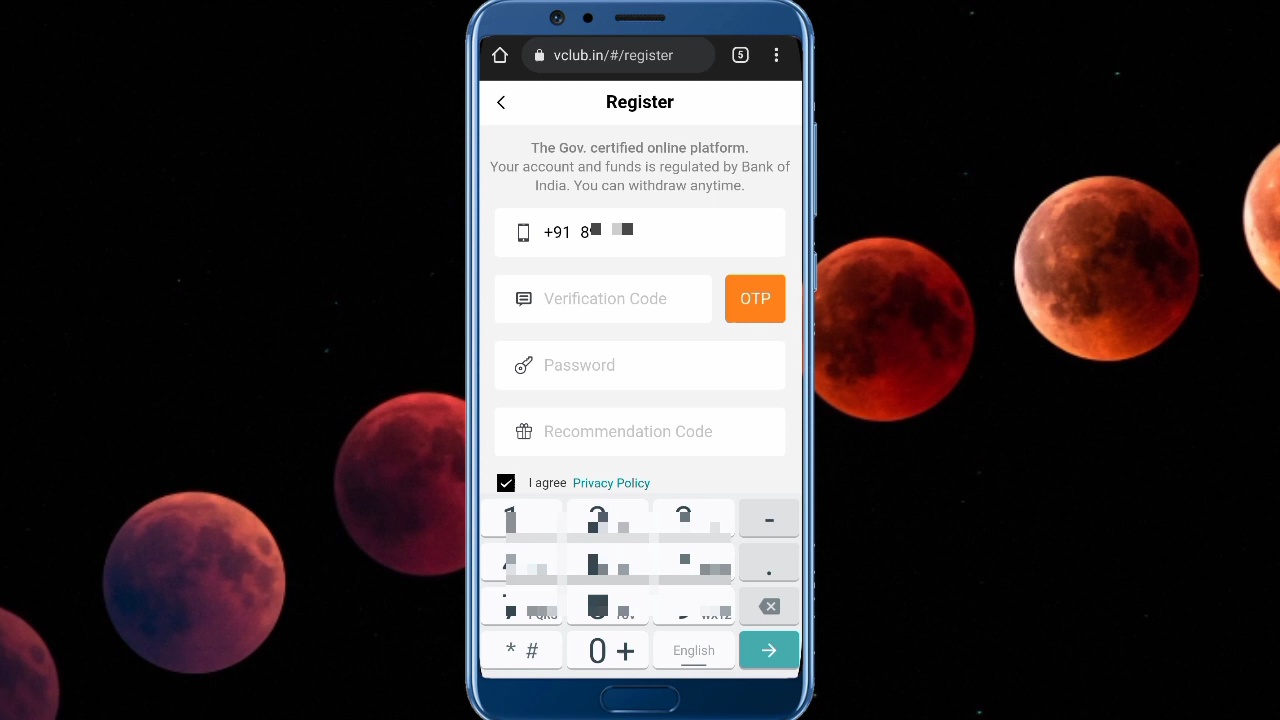 5
vclub.in/#/register
Register
The Gov. certified online platform.
Your account and funds is regulated by Bank of
India. You can withdraw anytime.
+91 8
Verification Code
OTP
Password
Recommendation Code
I agree Privacy Policy
-
.
* #
0 +
English